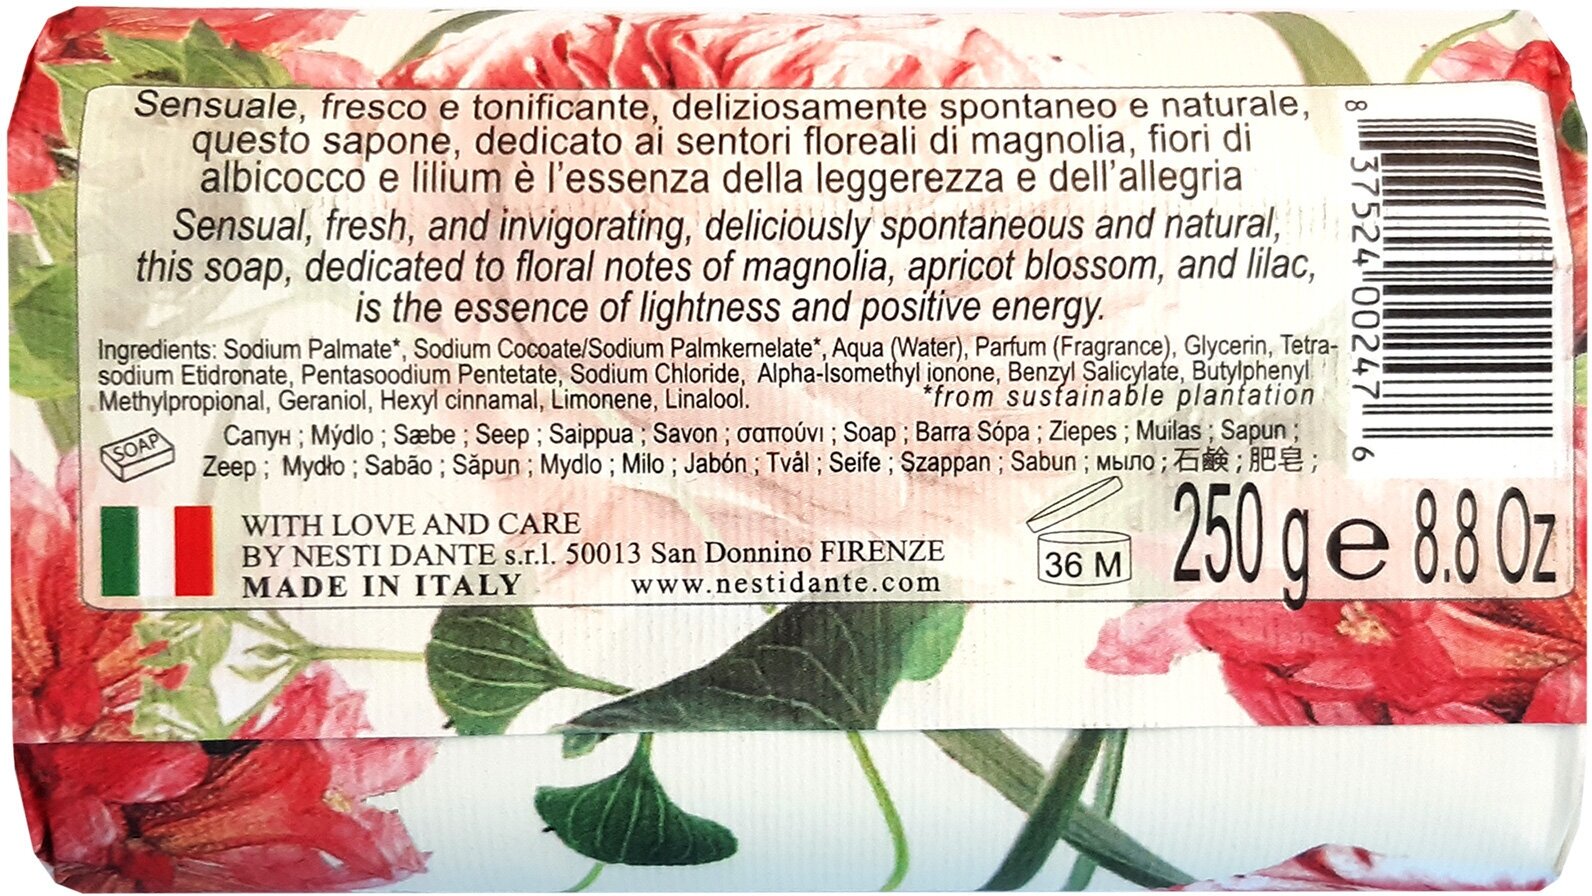 Sensuale, fresco e tonificante, deliziosamente spontaneo e naturale,
questo sapone, dedicato ai sentori floreali di magnolia, fiori di
albicocco e lilium è l'essenza della leggerezza e dell'allegria
Sensual, fresh, and invigorating, deliciously spontaneous and natural,
this soap, dedicated to floral notes of magnolia, apricot blossom, and lilac,
is the essence of lightness and positive energy.
Ingredients: Sodium Palmate*, Sodium Cocoate/Sodium Palmkernelate*, Aqua (Water), Parfum (Fragrance), Glycerin, Tetra-
sodium Etidronate, Pentasoodium Pentetate, Sodium Chloride, Alpha-Isomethyl ionone, Benzyl Salicylate, Butylphenyl
Methylpropional, Geraniol, Hexyl cinnamal, Limonene, Linalool.
*from sustainable plantation
SOAP
Сапун ; Mýdlo ; Sæbe ; Seep ; Saippua ; Savon ; σαπούνι ; Soap ; Barra Sópa ; Ziepes ; Muilas ; Sapun ;
Zeep ; Mydło ; Sabão ; Săpun ; Mydlo ; Milo ; Jabón ; Tvål ; Seife ; Szappan ; Sabun ; мыло ; 石鹸 ; 肥皂 ;
WITH LOVE AND CARE
BY NESTI DANTE s.r.l. 50013 San Donnino FIRENZE
MADE IN ITALY www.nestidante.com
36 M
250 g e 8.8 Oz
8 37524 00247 6